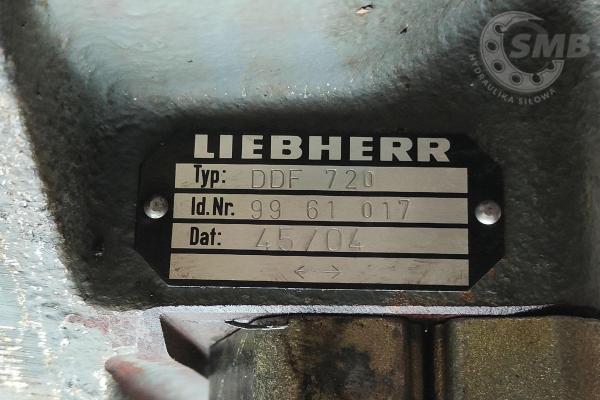 SMB
HYDRAULIKA SIŁOWA
LIEBHERR
Typ: DDF 720
Id.Nr. 99 61 017
Dat: 45/04
← →